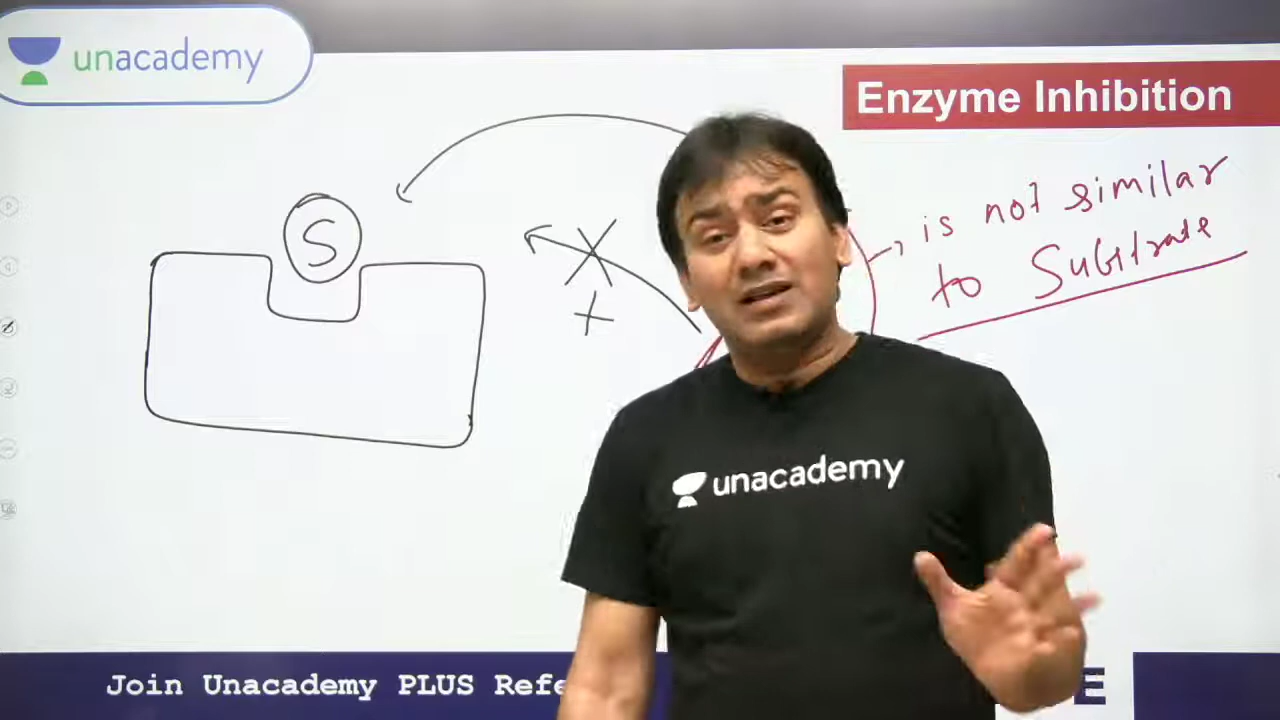 unacademy
Enzyme Inhibition
is not similar
to Substrate
S
unacademy
Join Unacademy PLUS Refe
E